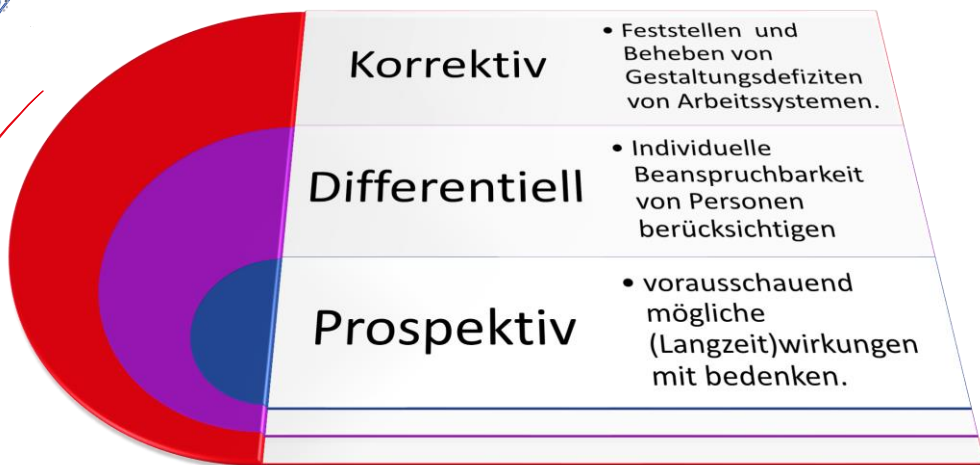 Korrektiv
• Feststellen und
Beheben von
Gestaltungsdefiziten
von Arbeitssystemen.
Differentiell
• Individuelle
Beanspruchbarkeit
von Personen
berücksichtigen
Prospektiv
• vorausschauend
mögliche
(Langzeit)wirkungen
mit bedenken.